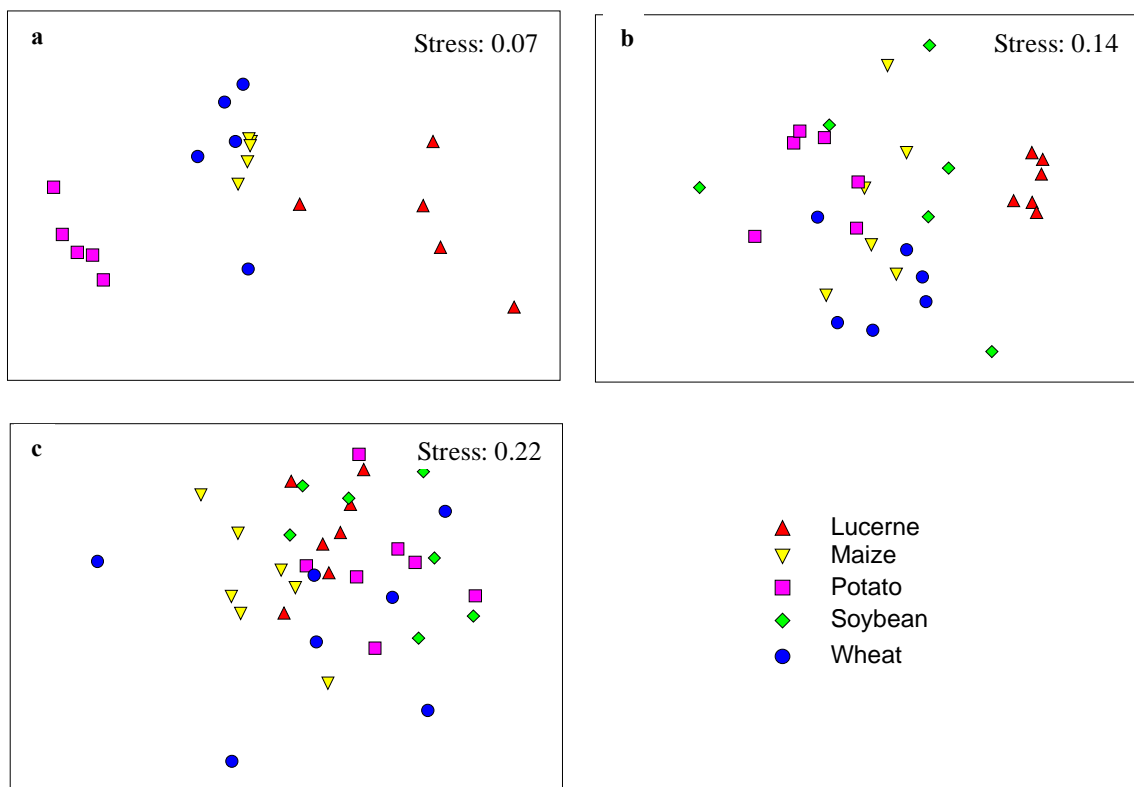 a
Stress: 0.07
b
Stress: 0.14
c
Stress: 0.22
Lucerne
Maize
Potato
Soybean
Wheat